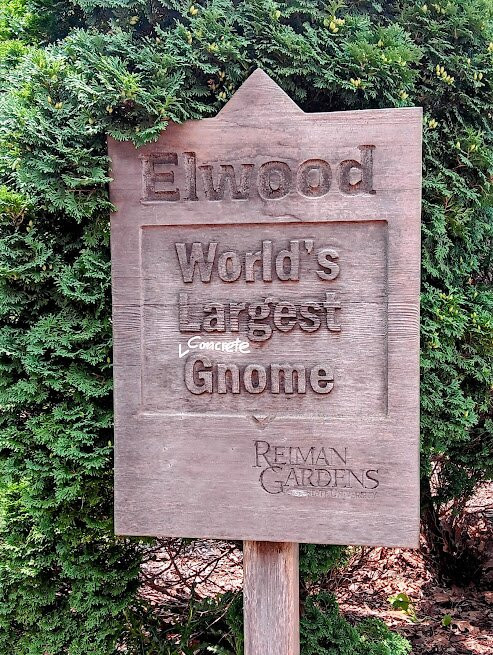 Elwood
World's
Largest
Concrete
Gnome
REIMAN
GARDENS